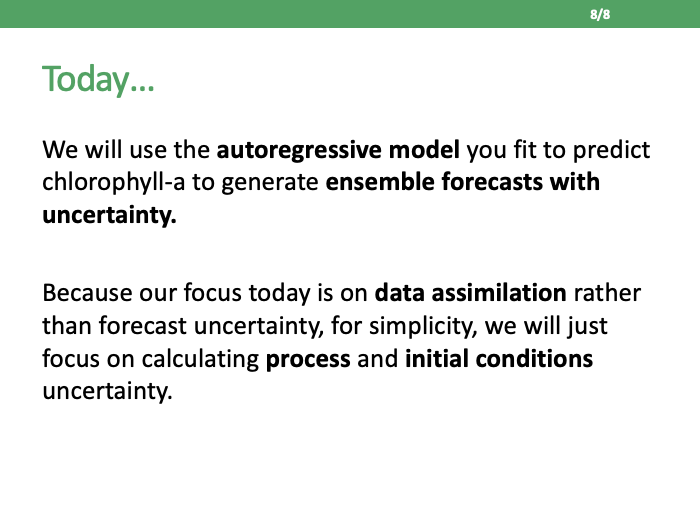 8/8
Today...
We will use the autoregressive model you fit to predict
chlorophyll-a to generate ensemble forecasts with
uncertainty.
Because our focus today is on data assimilation rather
than forecast uncertainty, for simplicity, we will just
focus on calculating process and initial conditions
uncertainty.